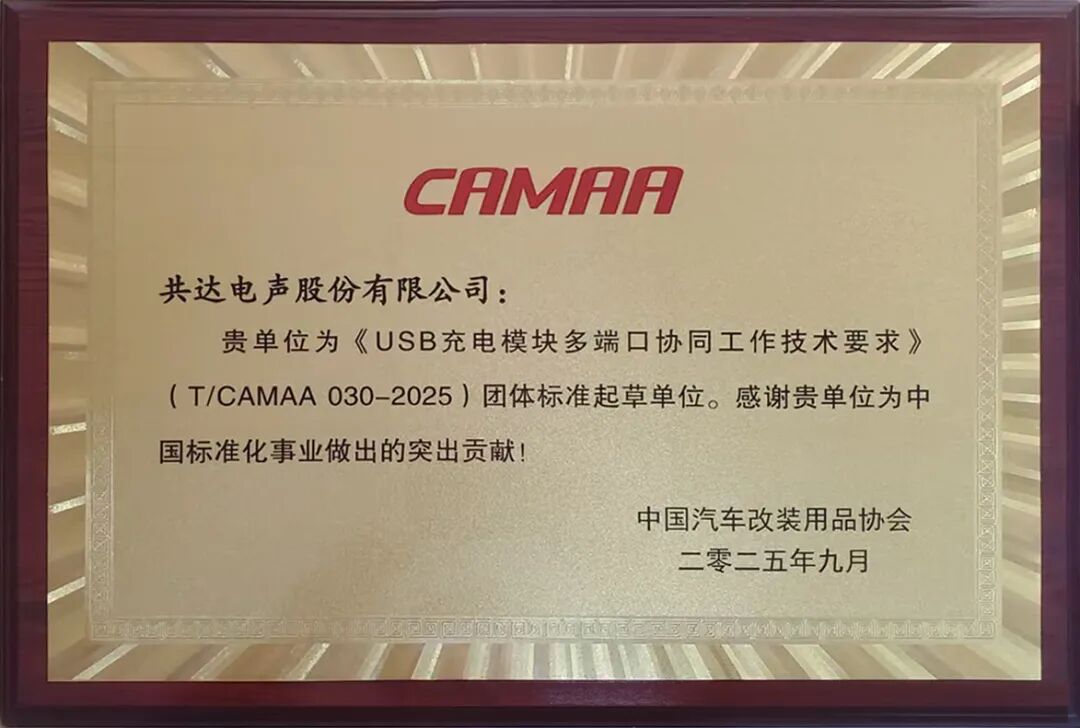 CAMAA
共达电声股份有限公司：
贵单位为《USB充电模块多端口协同工作技术要求》
（T/CAMAA 030-2025）团体标准起草单位。感谢贵单位为中
国标准化事业做出的突出贡献！
中国汽车改装用品协会
二零二五年九月